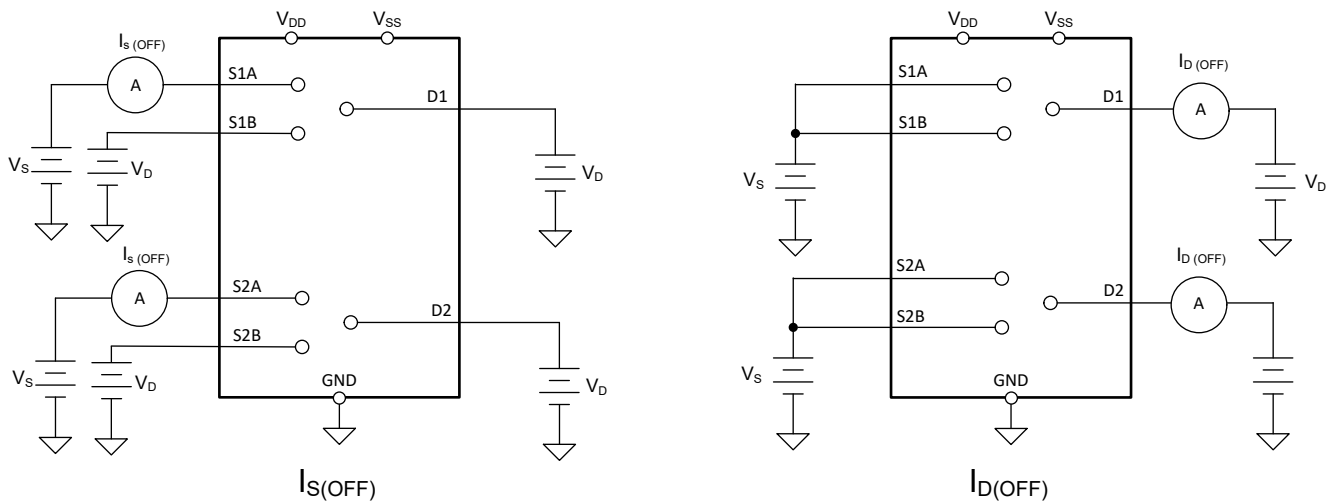 VDD VSS
Is (OFF)
A
S1A
D1
S1B
VS
VD
VD
Is (OFF)
A
S2A
D2
S2B
VS
VD
GND
VD
IS(OFF)
VDD VSS
ID (OFF)
S1A
D1
A
S1B
VS
VD
ID (OFF)
S2A
D2
A
S2B
VS
GND
ID(OFF)